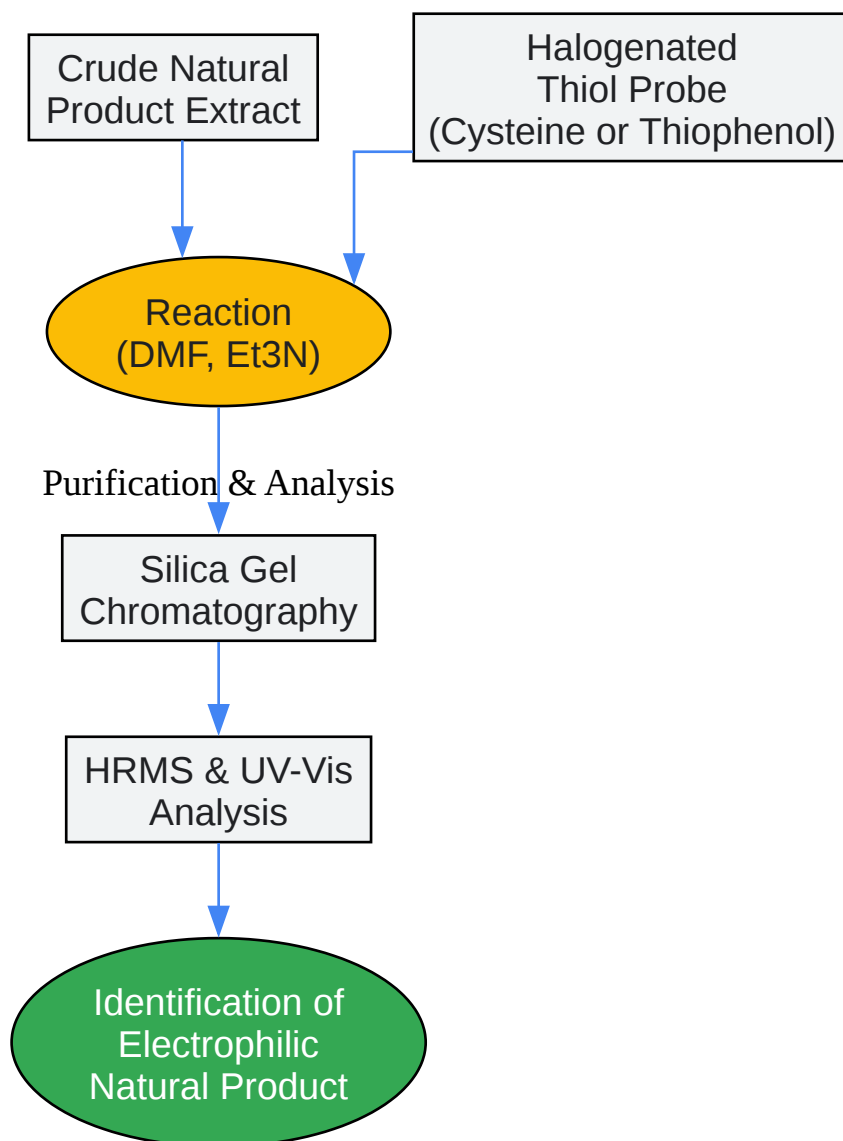 Crude Natural
Product Extract
Halogenated
Thiol Probe
(Cysteine or Thiophenol)
Reaction
(DMF, Et3N)
Purification & Analysis
Silica Gel
Chromatography
HRMS & UV-Vis
Analysis
Identification of
Electrophilic
Natural Product